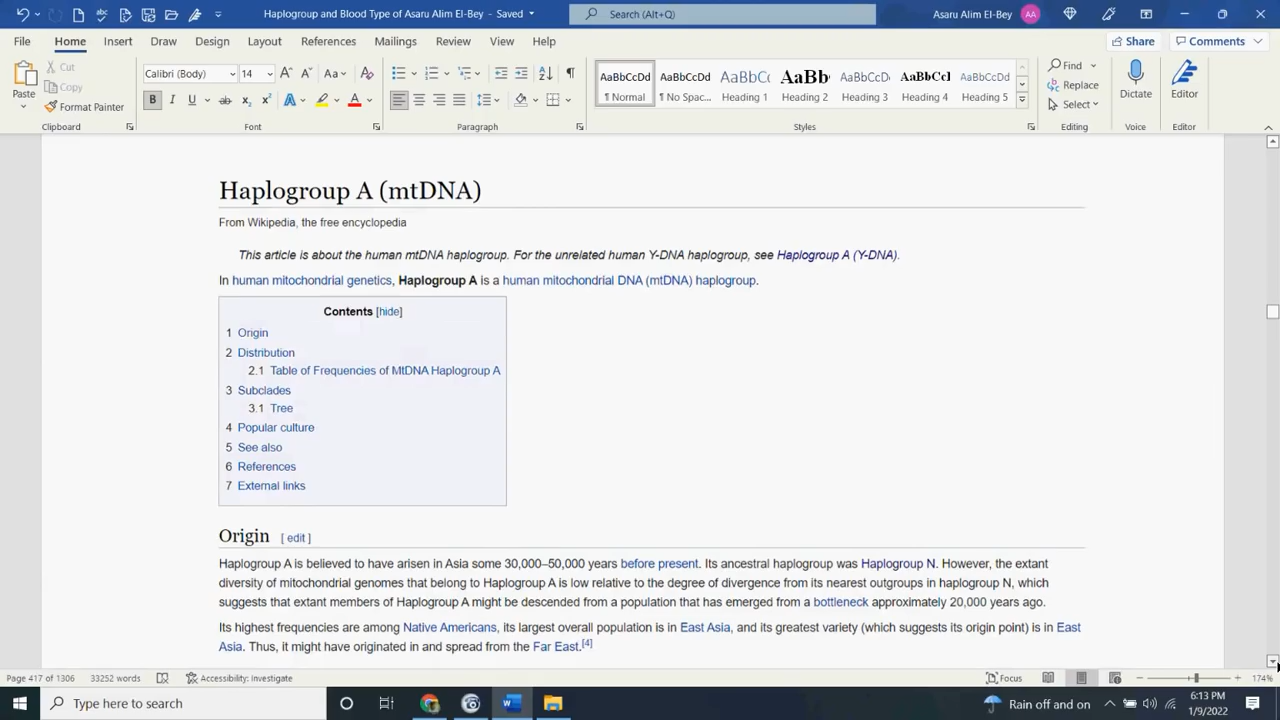 Haplogroup and Blood Type of Asaru Alim El-Bey - Saved
Search (Alt+Q)
Asaru Alim El-Bey
AA
File Home Insert Draw Design Layout References Mailings Review View Help
Share
Comments
Paste
Cut
Copy
Format Painter
Clipboard
Calibri (Body)
14
Font
Paragraph
AaBbCcDd
¶ Normal
AaBbCcDd
¶ No Spac...
AaBbCc
Heading 1
AaBb
Heading 2
AaBbCcDd
Heading 3
AaBbCcI
Heading 4
AaBbCcDd
Heading 5
Styles
Find
Replace
Select
Editing
Dictate
Voice
Editor
Editor
Haplogroup A (mtDNA)
From Wikipedia, the free encyclopedia
This article is about the human mtDNA haplogroup. For the unrelated human Y-DNA haplogroup, see Haplogroup A (Y-DNA).
In human mitochondrial genetics, Haplogroup A is a human mitochondrial DNA (mtDNA) haplogroup.
Contents [hide]
1 Origin
2 Distribution
2.1 Table of Frequencies of MtDNA Haplogroup A
3 Subclades
3.1 Tree
4 Popular culture
5 See also
6 References
7 External links
Origin [ edit ]
Haplogroup A is believed to have arisen in Asia some 30,000–50,000 years before present. Its ancestral haplogroup was Haplogroup N. However, the extant
diversity of mitochondrial genomes that belong to Haplogroup A is low relative to the degree of divergence from its nearest outgroups in haplogroup N, which
suggests that extant members of Haplogroup A might be descended from a population that has emerged from a bottleneck approximately 20,000 years ago.
Its highest frequencies are among Native Americans, its largest overall population is in East Asia, and its greatest variety (which suggests its origin point) is in East
Asia. Thus, it might have originated in and spread from the Far East.[4]
Page 417 of 1306
33252 words
Accessibility: Investigate
Focus
174%
Type here to search
Rain off and on
6:13 PM
1/9/2022